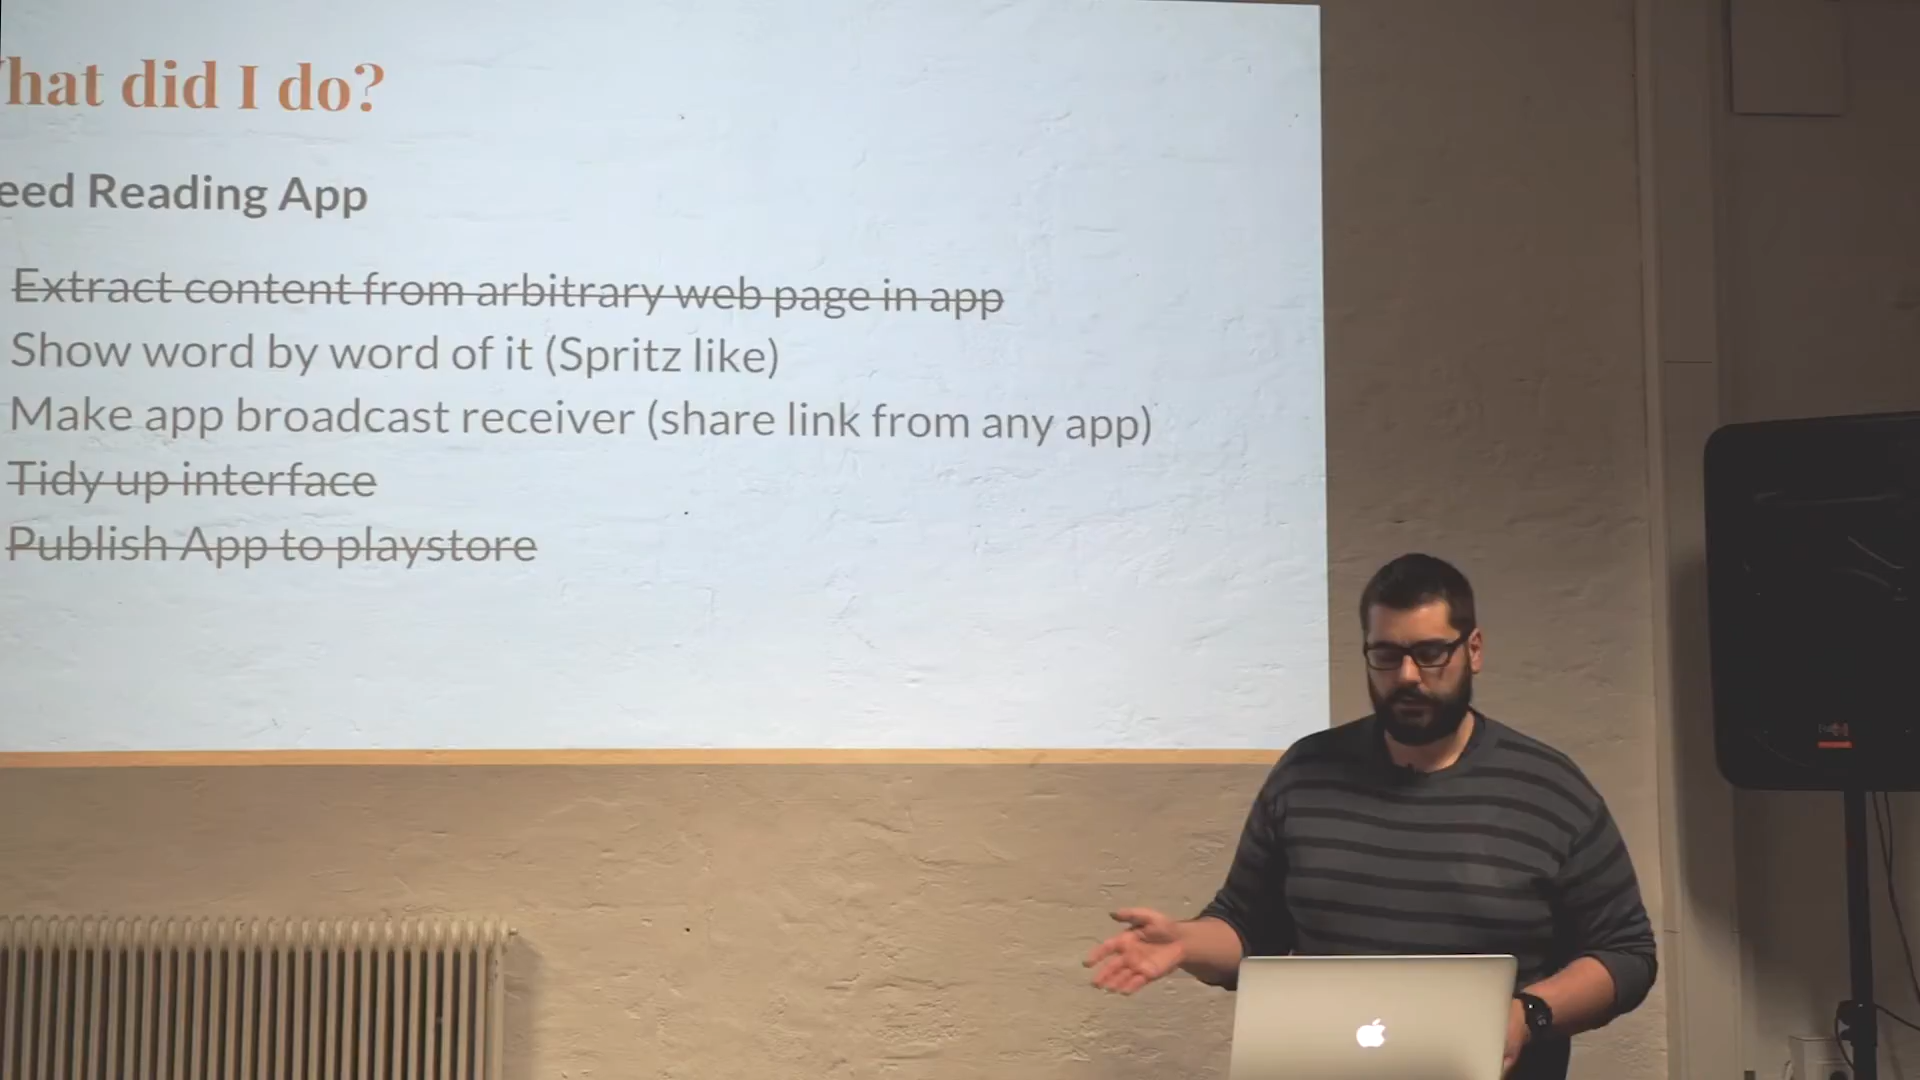 hat did I do?
eed Reading App
Extract content from arbitrary web page in app
Show word by word of it (Spritz like)
Make app broadcast receiver (share link from any app)
Tidy up interface
Publish App to playstore